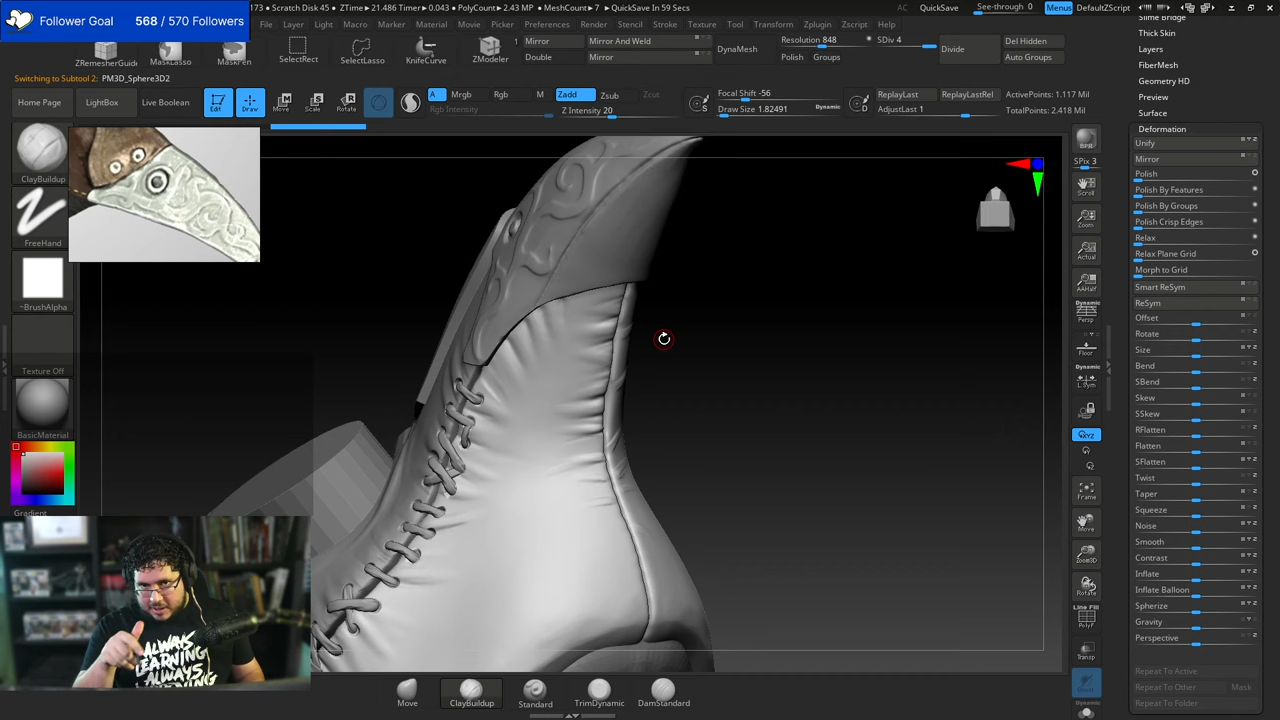 Follower Goal 568 / 570 Followers
173 • Scratch Disk 45 • ZTime▸21.486 Timer▸0.043 • PolyCount▸2.43 MP • MeshCount▸7 • QuickSave In 59 Secs
AC QuickSave See-through 0 Menus DefaultZScript
File Layer Light Macro Marker Material Movie Picker Preferences Render Stencil Stroke Texture Tool Transform Zplugin Zscript Help
ZRemesherGuides MaskLasso MaskPen SelectRect SelectLasso KnifeCurve ZModeler 1
Mirror Mirror And Weld
Double Mirror
DynaMesh
Resolution 848
Polish Groups
SDiv 4
Divide
Del Hidden
Auto Groups
Switching to Subtool 2: PM3D_Sphere3D2
Home Page LightBox Live Boolean Edit Draw Move Scale Rotate
A Mrgb Rgb M Zadd Zsub Zcut
Rgb Intensity Z Intensity 20
S Focal Shift -56
Draw Size 1.82491 Dynamic
D ReplayLast ReplayLastRel
AdjustLast 1
ActivePoints: 1.117 Mil
TotalPoints: 2.418 Mil
ClayBuildup
FreeHand
~BrushAlpha
Texture Off
BasicMaterial
Gradient
BPR
SPix 3
Scroll
Zoom
Actual
AAHalf
Dynamic
Persp
Floor
Dynamic
L.Sym
XYZ
Frame
Move
Zoom3D
Rotate
Line Fill
PolyF
Transp
Dynamic
Slime Bridge
Thick Skin
Layers
FiberMesh
Geometry HD
Preview
Surface
Deformation
Unify
Mirror
Polish
Polish By Features
Polish By Groups
Polish Crisp Edges
Relax
Relax Plane Grid
Morph to Grid
Smart ReSym
ReSym
Offset
Rotate
Size
Bend
SBend
Skew
SSkew
RFlatten
Flatten
SFlatten
Twist
Taper
Squeeze
Noise
Smooth
Contrast
Inflate
Inflate Balloon
Spherize
Gravity
Perspective
Repeat To Active
Repeat To Other Mask
Repeat To Folder
ALWAYS
LEARNING
ALWAYS
Move ClayBuildup Standard TrimDynamic DamStandard